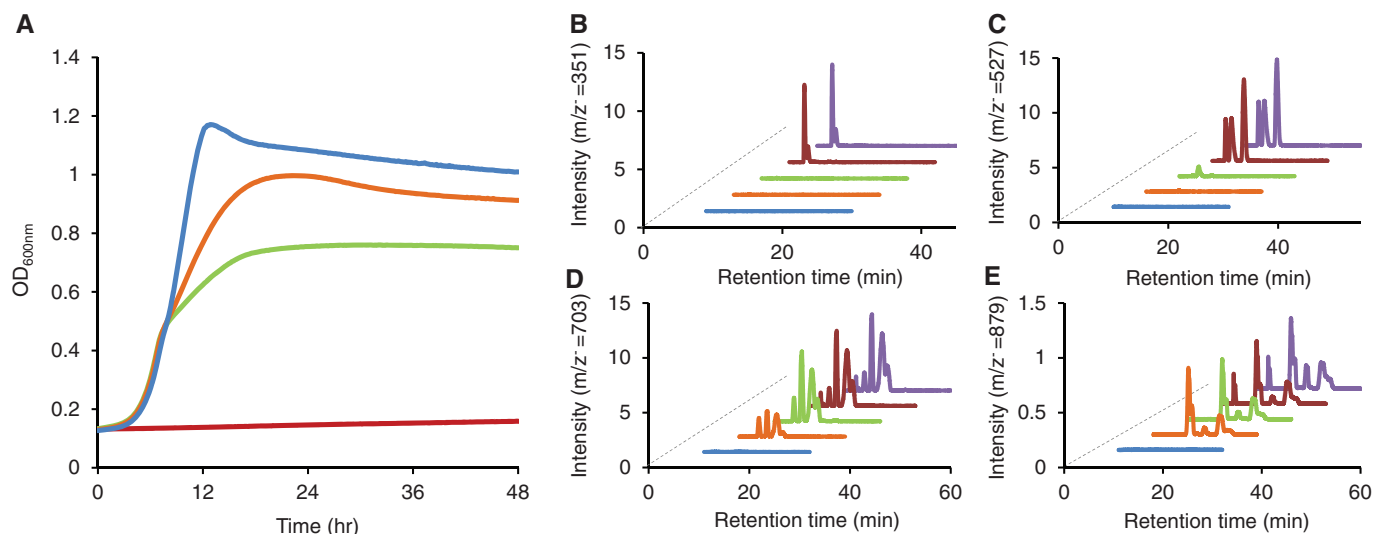 A
1.4
1.2
1
0.8
0.6
0.4
0.2
0
OD600nm
0
12
24
36
48
Time (hr)
B
Intensity (m/z- =351)
15
10
5
0
0
20
40
Retention time (min)
C
Intensity (m/z- =527)
15
10
5
0
0
20
40
Retention time (min)
D
Intensity (m/z- =703)
15
10
5
0
0
20
40
60
Retention time (min)
E
Intensity (m/z- =879)
1.5
1
0.5
0
0
20
40
60
Retention time (min)